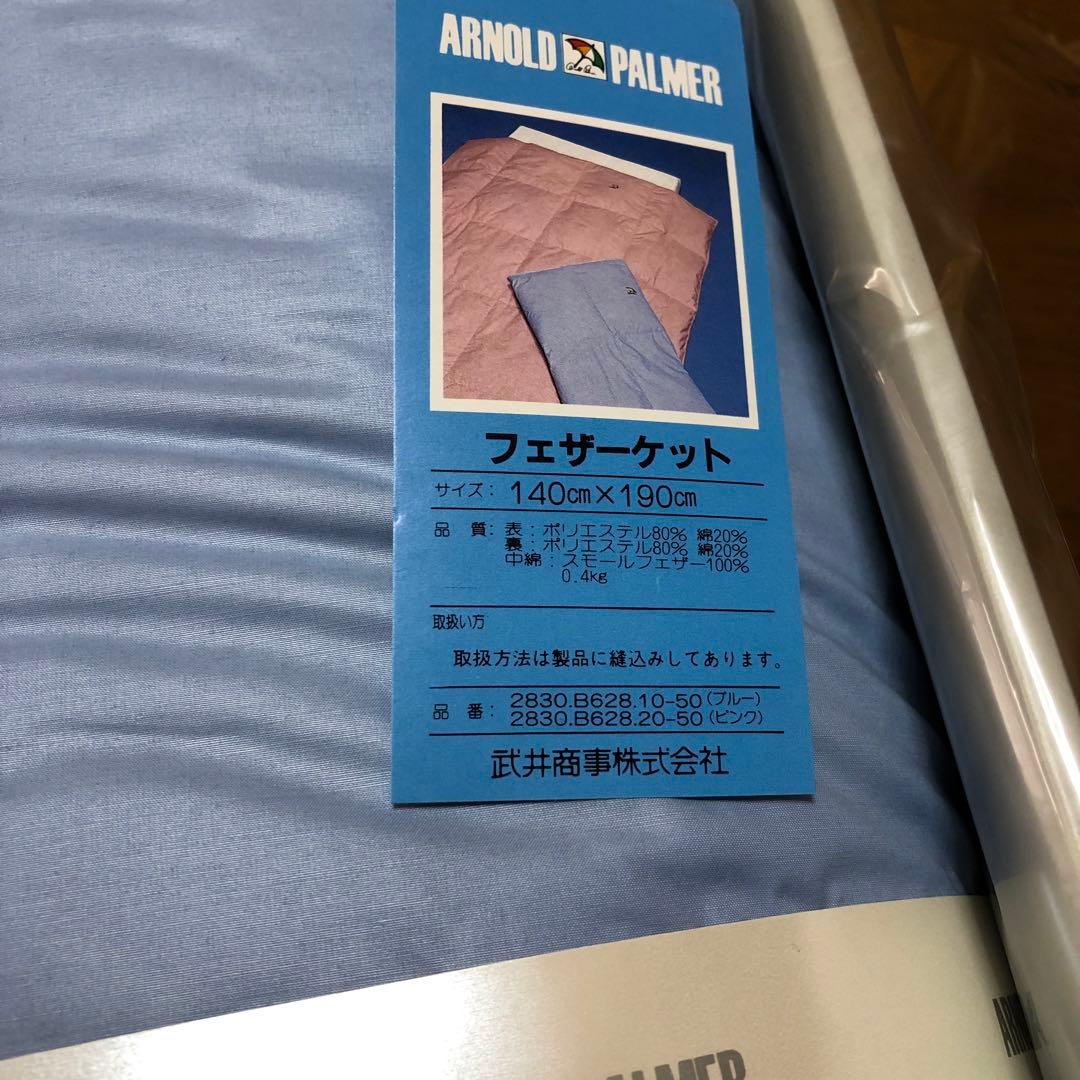 ARNOLD PALMER
フェザーケット
サイズ: 140cm×190cm
品 質: 表:ポリエステル80% 綿20%
裏:ポリエステル80% 綿20%
中綿:スモールフェザー100%
0.4kg
取扱い方
取扱方法は製品に縫込みしてあります。
品 番: 2830.B628.10-50(ブルー)
2830.B628.20-50(ピンク)
武井商事株式会社
PALMER